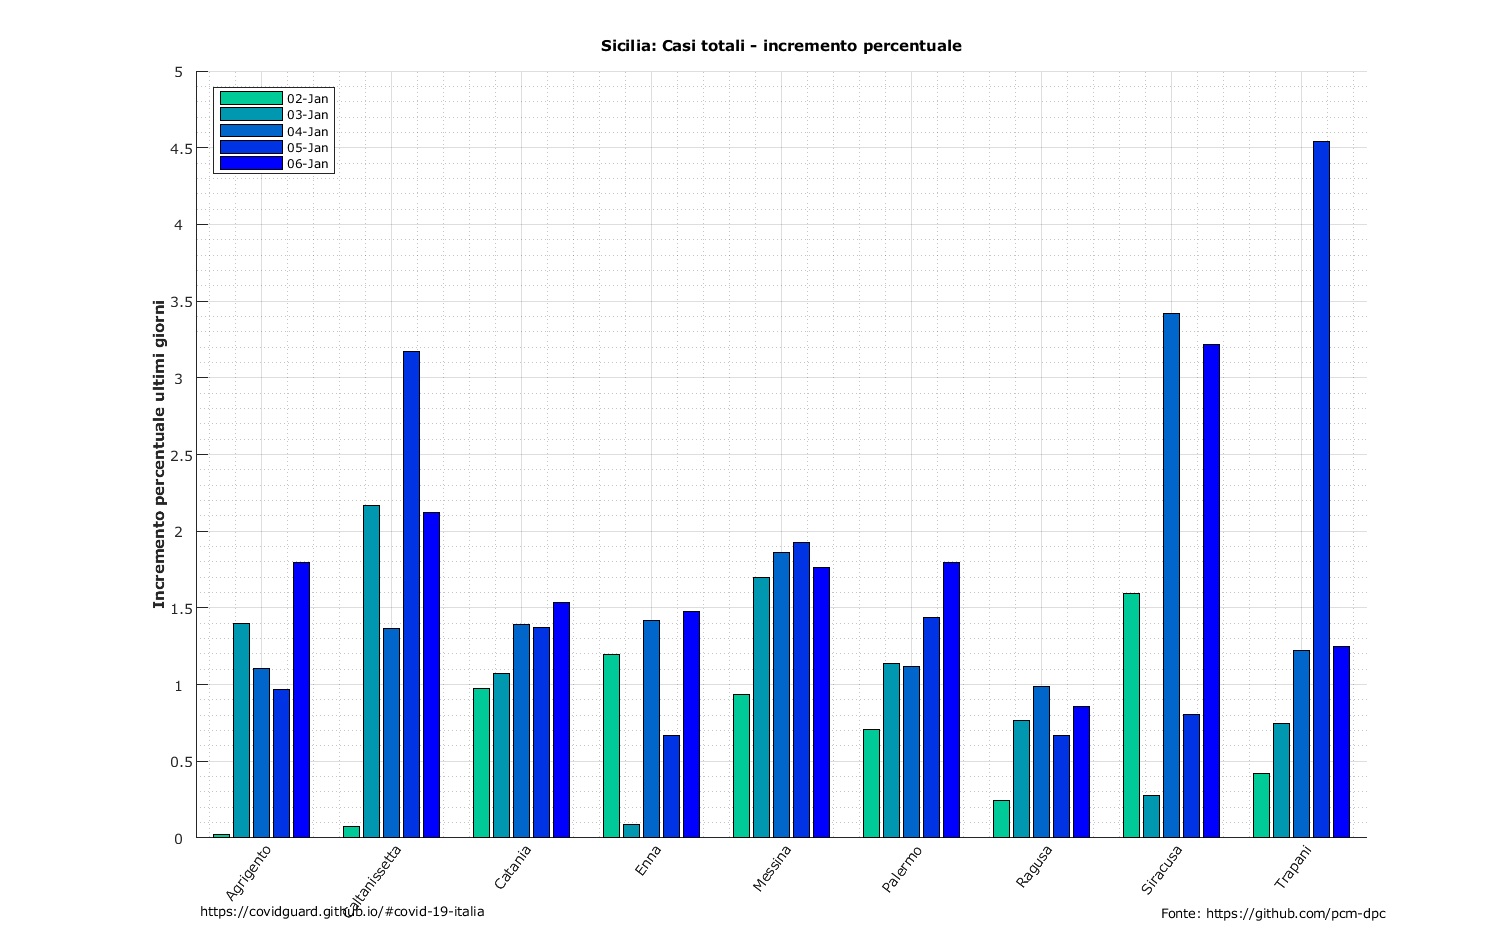 Sicilia: Casi totali - incremento percentuale
5
4.5
4
3.5
3
2.5
2
1.5
1
0.5
0
Incremento percentuale ultimi giorni
02-Jan
03-Jan
04-Jan
05-Jan
06-Jan
Agrigento
Caltanissetta
Catania
Enna
Messina
Palermo
Ragusa
Siracusa
Trapani
https://covidguard.github.io/#covid-19-italia
Fonte: https://github.com/pcm-dpc